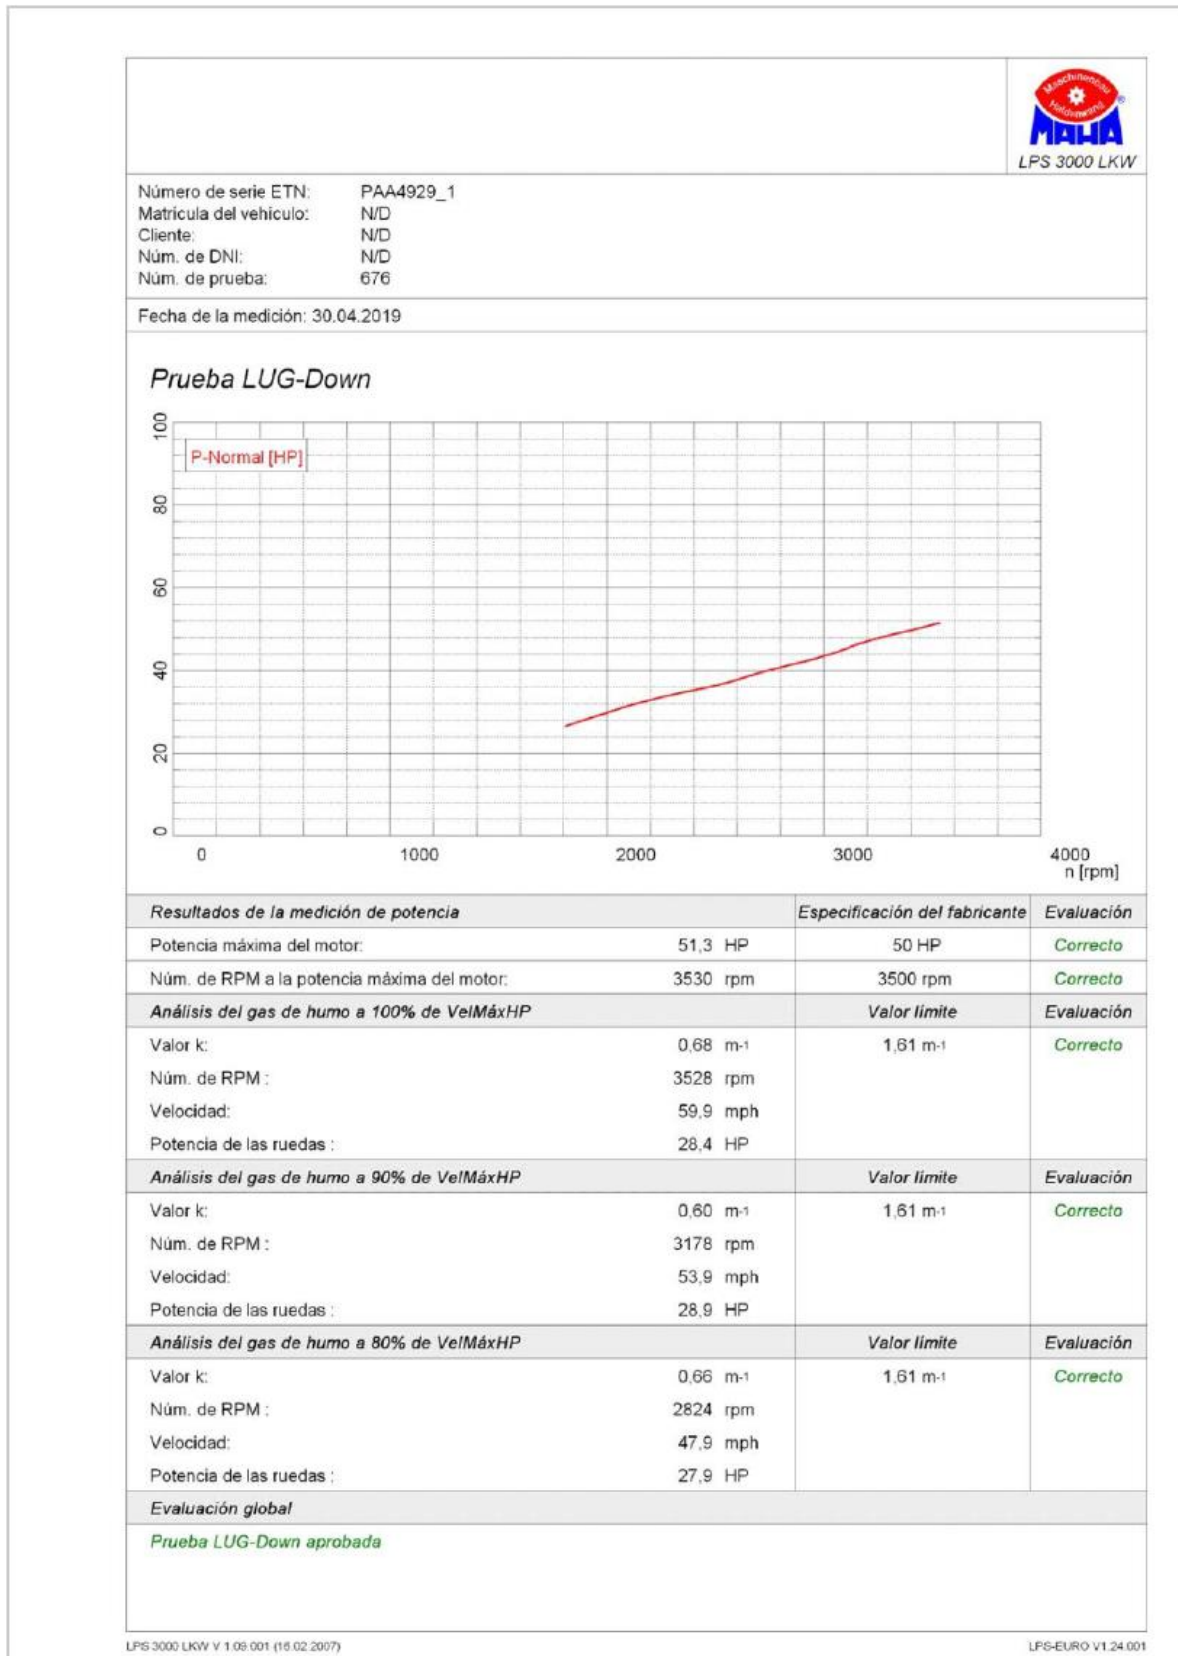 Maschinenbau
Haldenwang
MAHA ®
LPS 3000 LKW
Número de serie ETN: PAA4929_1
Matrícula del vehículo: N/D
Cliente: N/D
Núm. de DNI: N/D
Núm. de prueba: 676
Fecha de la medición: 30.04.2019
Prueba LUG-Down
P-Normal [HP]
100
80
60
40
20
0
0 1000 2000 3000 4000
n [rpm]
Resultados de la medición de potencia Especificación del fabricante Evaluación
Potencia máxima del motor: 51,3 HP 50 HP Correcto
Núm. de RPM a la potencia máxima del motor: 3530 rpm 3500 rpm Correcto
Análisis del gas de humo a 100% de VelMáxHP Valor límite Evaluación
Valor k: 0,68 m-1 1,61 m-1 Correcto
Núm. de RPM : 3528 rpm
Velocidad: 59,9 mph
Potencia de las ruedas : 28,4 HP
Análisis del gas de humo a 90% de VelMáxHP Valor límite Evaluación
Valor k: 0,60 m-1 1,61 m-1 Correcto
Núm. de RPM : 3178 rpm
Velocidad: 53,9 mph
Potencia de las ruedas : 28,9 HP
Análisis del gas de humo a 80% de VelMáxHP Valor límite Evaluación
Valor k: 0,66 m-1 1,61 m-1 Correcto
Núm. de RPM : 2824 rpm
Velocidad: 47,9 mph
Potencia de las ruedas : 27,9 HP
Evaluación global
Prueba LUG-Down aprobada
LPS 3000 LKW V 1.09.001 (16.02.2007) LPS-EURO V1.24.001